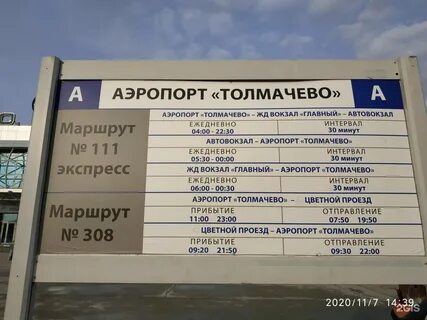 А АЭРОПОРТ «ТОЛМАЧЕВО» А
Маршрут
№ 111
экспресс
АЭРОПОРТ «ТОЛМАЧЕВО» – ЖД ВОКЗАЛ «ГЛАВНЫЙ» – АВТОВОКЗАЛ
ЕЖЕДНЕВНО ИНТЕРВАЛ
04:00 - 22:30 30 минут
АВТОВОКЗАЛ – АЭРОПОРТ «ТОЛМАЧЕВО»
ЕЖЕДНЕВНО ИНТЕРВАЛ
05:30 - 00:00 30 минут
ЖД ВОКЗАЛ «ГЛАВНЫЙ» – АЭРОПОРТ «ТОЛМАЧЕВО»
ЕЖЕДНЕВНО ИНТЕРВАЛ
06:00 - 00:30 30 минут
Маршрут
№ 308
АЭРОПОРТ «ТОЛМАЧЕВО» – ЦВЕТНОЙ ПРОЕЗД
ПРИБЫТИЕ ОТПРАВЛЕНИЕ
11:00 23:00 07:50 19:50
ЦВЕТНОЙ ПРОЕЗД – АЭРОПОРТ «ТОЛМАЧЕВО»
ПРИБЫТИЕ ОТПРАВЛЕНИЕ
09:20 21:50 09:30 22:00
2020/11/7 14:39
2GIS